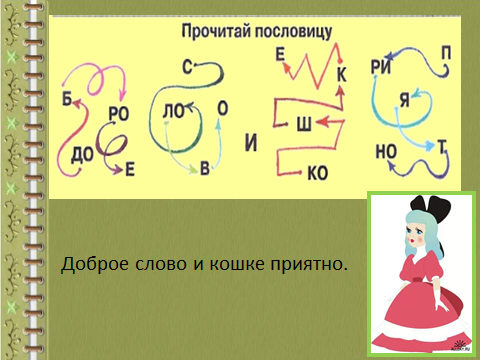 Прочитай пословицу
С Е П
Б РО ЛО О К РИ Я
ДО Е В И Ш КО НО Т
Доброе слово и кошке приятно.